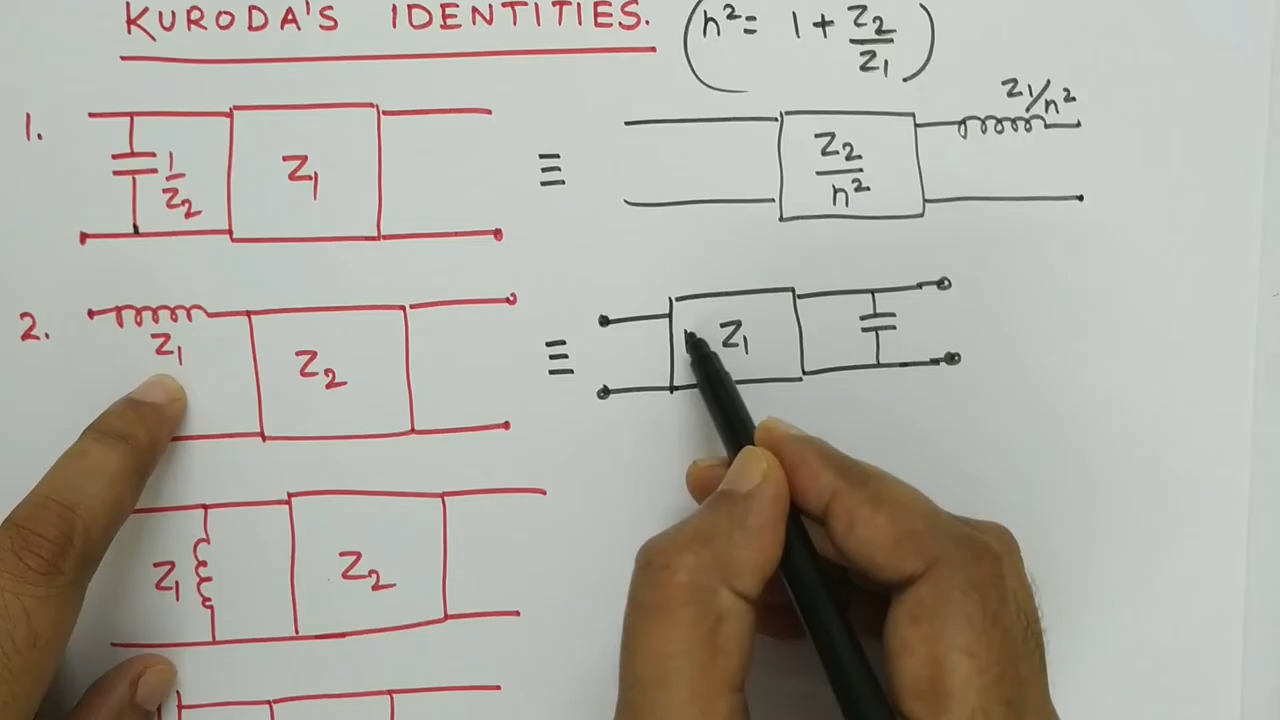 KURODA'S IDENTITIES.
(n² = 1 + Z₂/Z₁)
1.
1/Z₂
Z₁
≡
Z₂/n²
Z₁/n²
2.
Z₁
Z₂
≡
Z₁
Z₁
Z₂